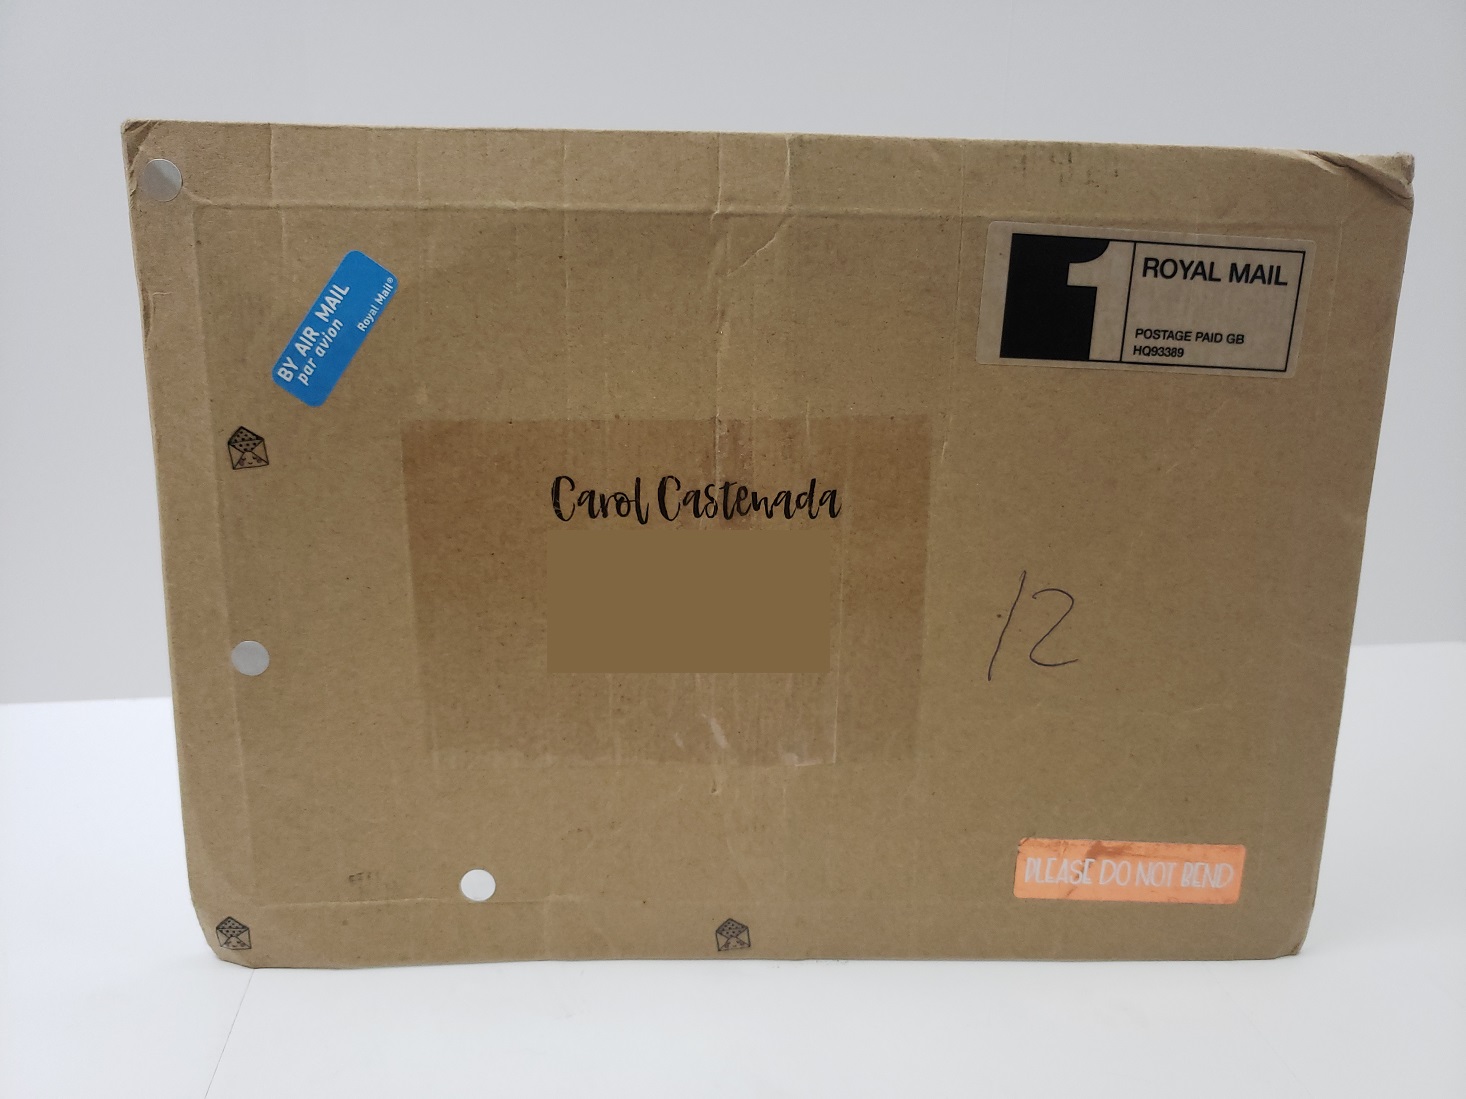 BY AIR MAIL
par avion
Royal Mail®
1
ROYAL MAIL
POSTAGE PAID GB
HQ93389
Carol Castenada
12
PLEASE DO NOT BEND